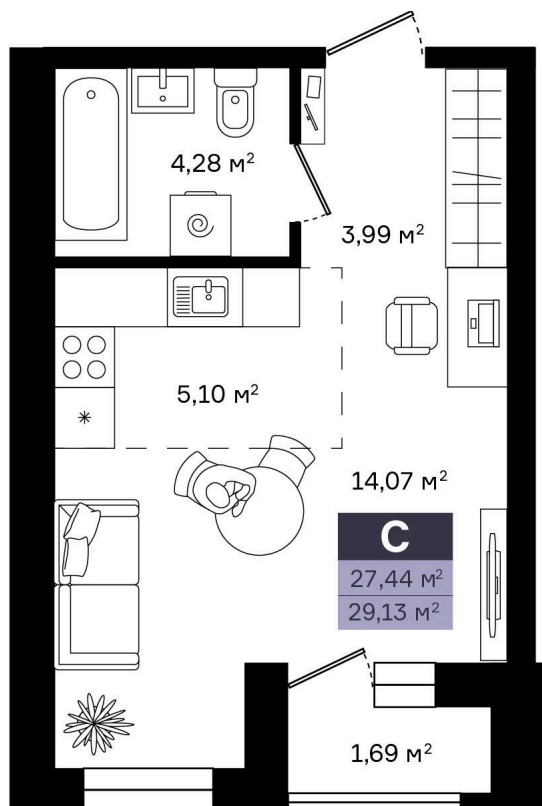 4,28 м²
3,99 м²
5,10 м²
14,07 м²
С
27,44 м²
29,13 м²
1,69 м²